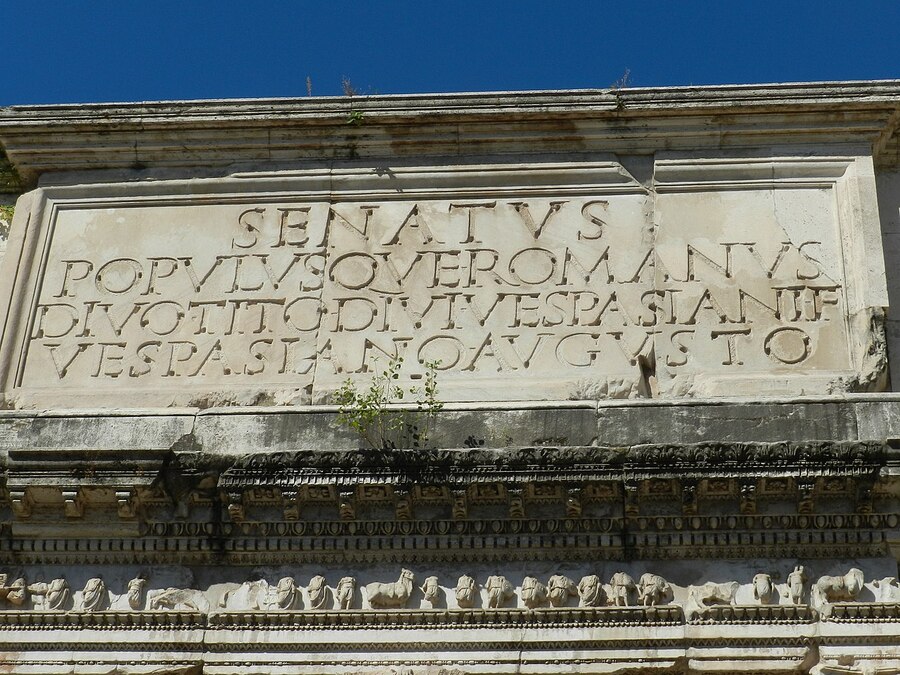 SENATVS
POPVLVSQVEROMANVS
DIVOTITODIVIVESPASIANIF
VESPASIANOAVGVSTO